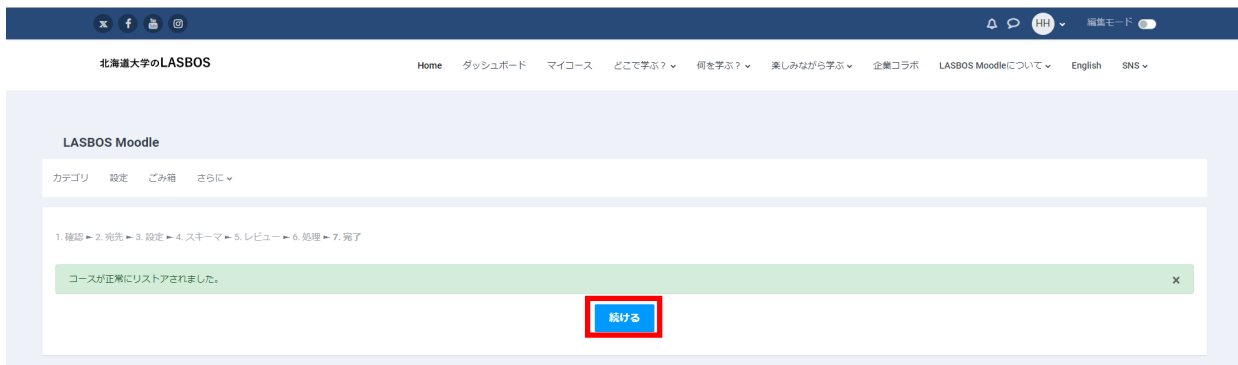 HH 編集モード
北海道大学のLASBOS Home ダッシュボード マイコース どこで学ぶ? 何を学ぶ? 楽しみながら学ぶ 企業コラボ LASBOS Moodleについて English SNS
LASBOS Moodle
カテゴリ 設定 ごみ箱 さらに
1. 確認 ► 2. 宛先 ► 3. 設定 ► 4. スキーマ ► 5. レビュー ► 6. 処理 ► 7. 完了
コースが正常にリストアされました。 ×
続ける